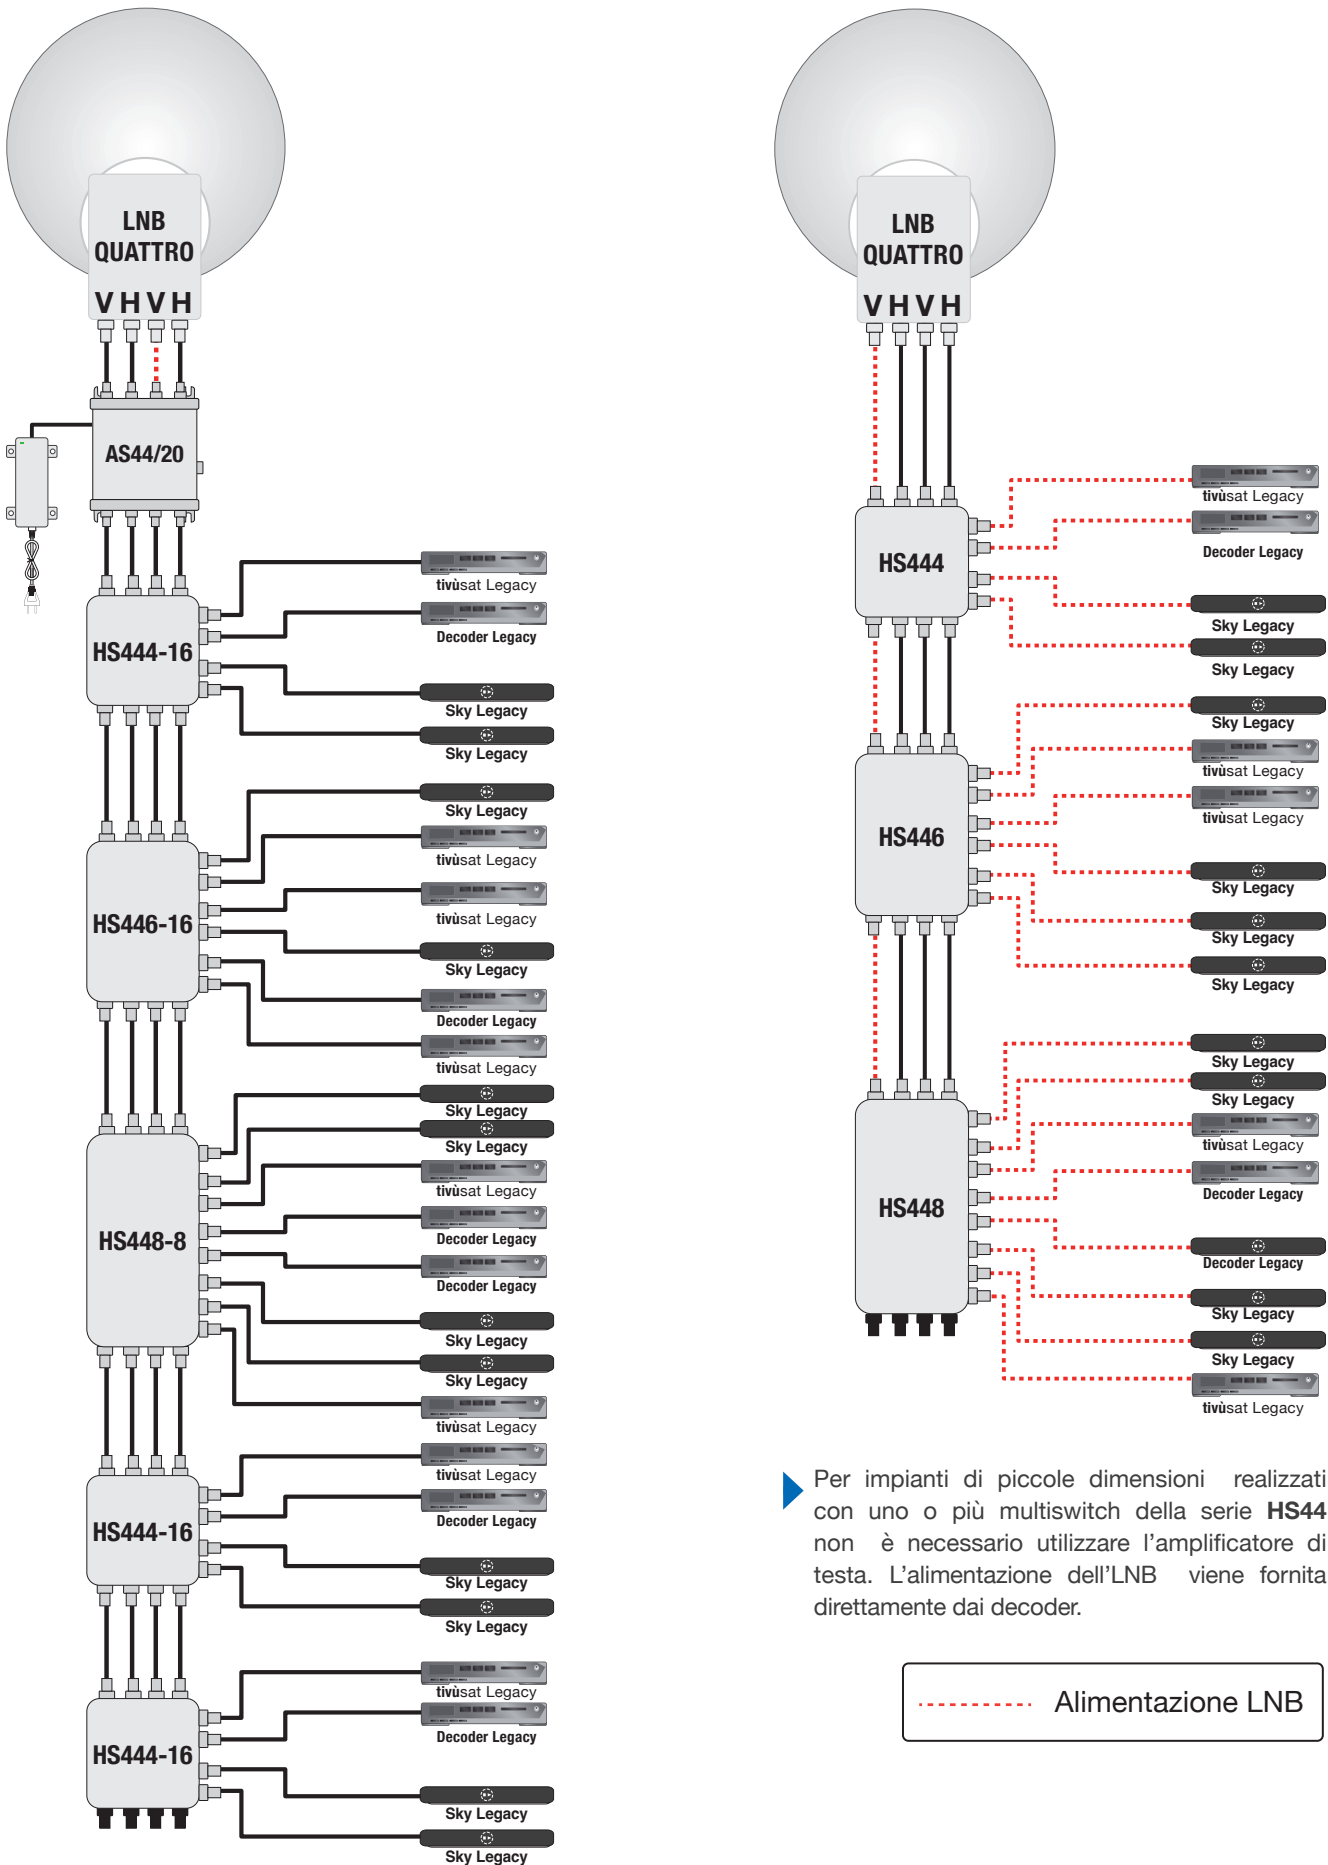 LNB
QUATTRO
V H V H
AS44/20
HS444-16
tivùsat Legacy
Decoder Legacy
Sky Legacy
Sky Legacy
HS446-16
Sky Legacy
tivùsat Legacy
tivùsat Legacy
Sky Legacy
Decoder Legacy
tivùsat Legacy
HS448-8
Sky Legacy
Sky Legacy
tivùsat Legacy
Decoder Legacy
Decoder Legacy
Sky Legacy
Sky Legacy
tivùsat Legacy
HS444-16
tivùsat Legacy
Decoder Legacy
Sky Legacy
Sky Legacy
HS444-16
tivùsat Legacy
Decoder Legacy
Sky Legacy
Sky Legacy
LNB
QUATTRO
V H V H
HS444
tivùsat Legacy
Decoder Legacy
Sky Legacy
Sky Legacy
HS446
Sky Legacy
tivùsat Legacy
tivùsat Legacy
Sky Legacy
Sky Legacy
Sky Legacy
HS448
Sky Legacy
Sky Legacy
tivùsat Legacy
Decoder Legacy
Decoder Legacy
Sky Legacy
Sky Legacy
tivùsat Legacy
Per impianti di piccole dimensioni realizzati
con uno o più multiswitch della serie HS44
non è necessario utilizzare l'amplificatore di
testa. L'alimentazione dell'LNB viene fornita
direttamente dai decoder.
Alimentazione LNB